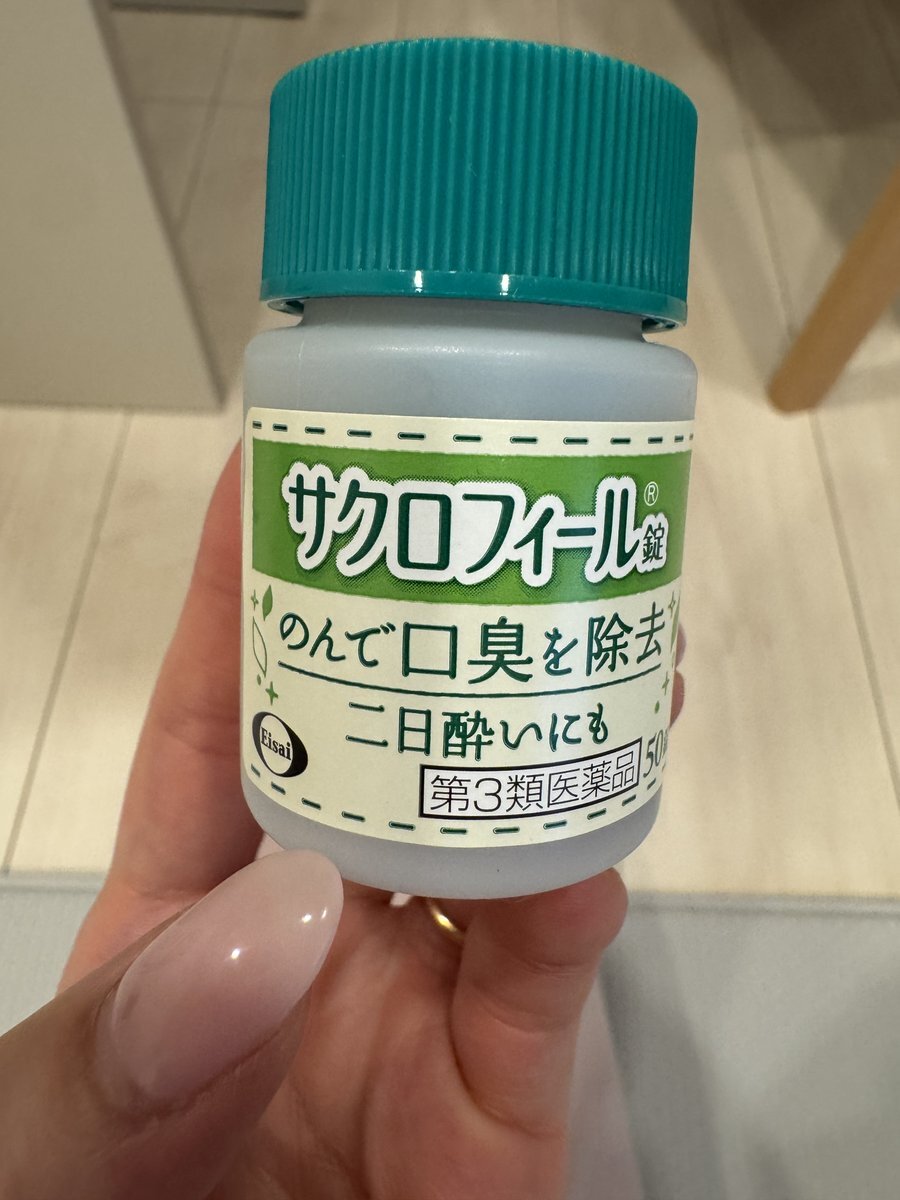 サクロフィール®錠
のんで口臭を除去
二日酔いにも
Eisai
第3類医薬品
50